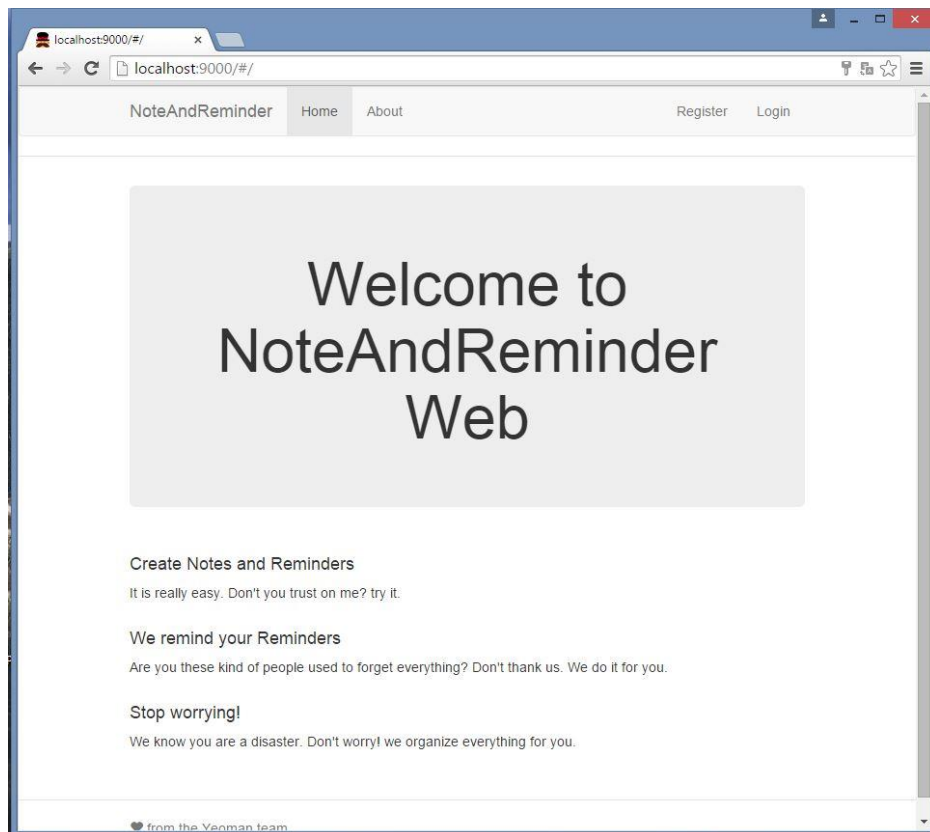 localhost:9000/#/
localhost:9000/#/
NoteAndReminder Home About Register Login
Welcome to
NoteAndReminder
Web
Create Notes and Reminders
It is really easy. Don't you trust on me? try it.
We remind your Reminders
Are you these kind of people used to forget everything? Don't thank us. We do it for you.
Stop worrying!
We know you are a disaster. Don't worry! we organize everything for you.
from the Yeoman team